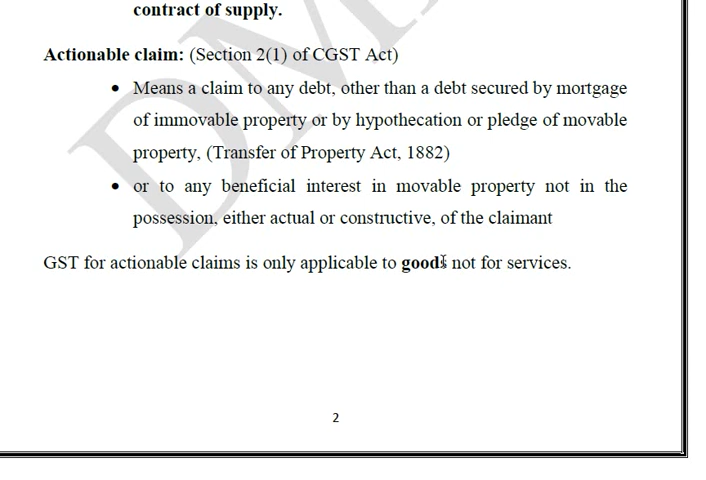 contract of supply.
Actionable claim: (Section 2(1) of CGST Act)
• Means a claim to any debt, other than a debt secured by mortgage
of immovable property or by hypothecation or pledge of movable
property, (Transfer of Property Act, 1882)
• or to any beneficial interest in movable property not in the
possession, either actual or constructive, of the claimant
GST for actionable claims is only applicable to goods not for services.
2